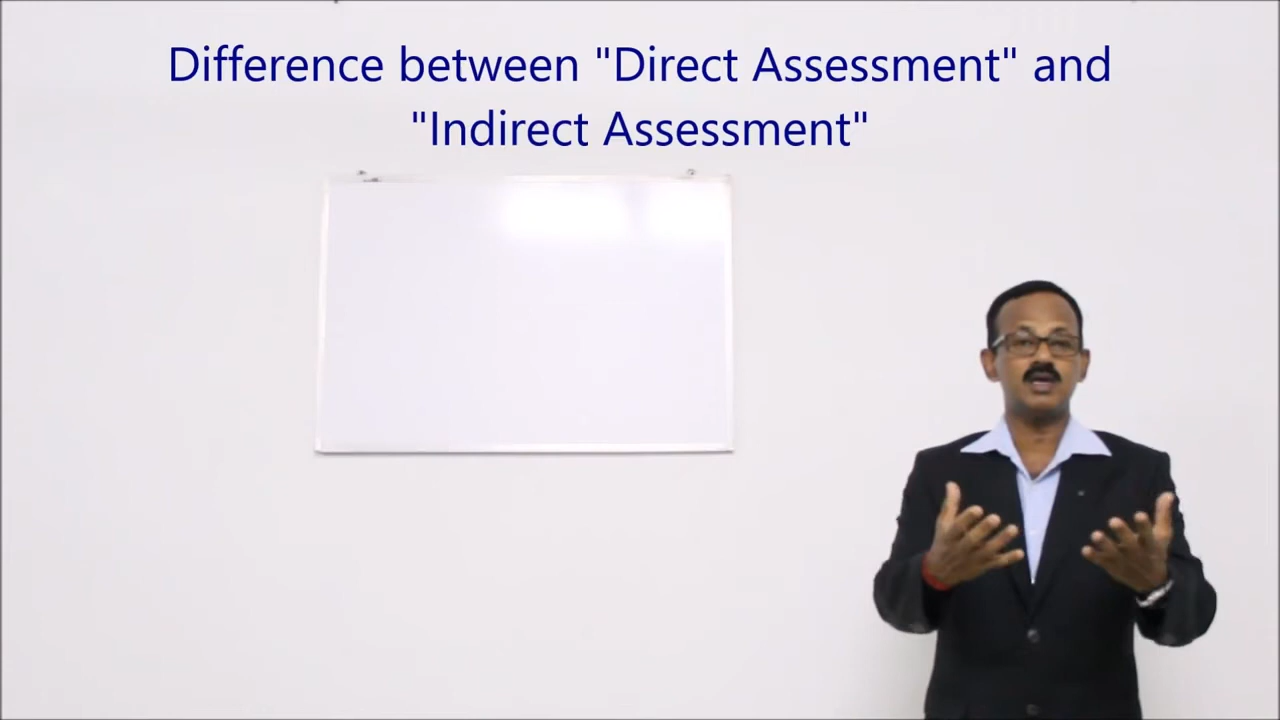 Difference between "Direct Assessment" and
"Indirect Assessment"